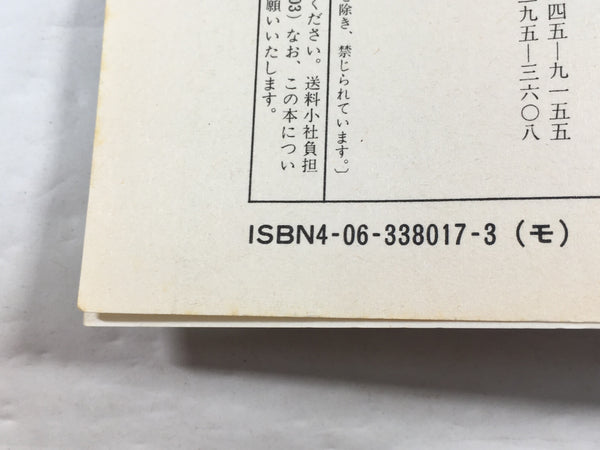 四五―九一五五
九五―三六〇八
を除き、禁じられています。〕
ください。送料小社負担
03）なお、この本につい
願いいたします。
ISBN4-06-338017-3（モ）